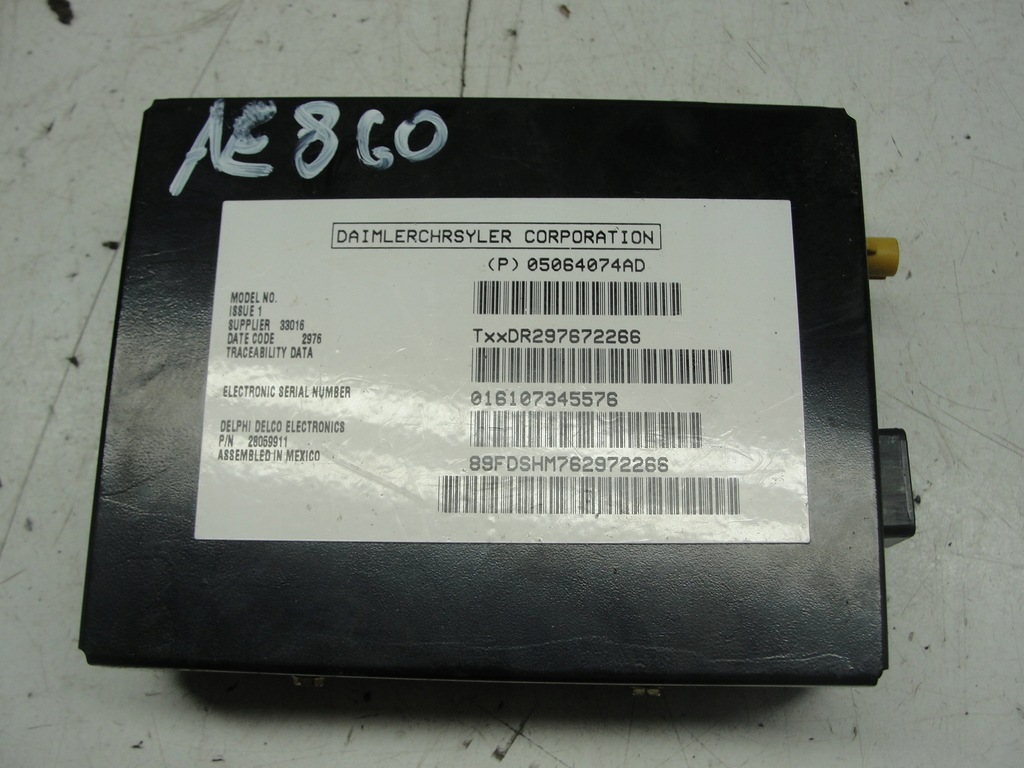 AE860
DAIMLERCHRSYLER CORPORATION
(P) 05064074AD
MODEL NO.
ISSUE 1
SUPPLIER 33016
DATE CODE 2976
TRACEABILITY DATA
TxxDR297672266
ELECTRONIC SERIAL NUMBER
016107345576
DELPHI DELCO ELECTRONICS
P/N 28059911
ASSEMBLED IN MEXICO
89FDSHM762972266